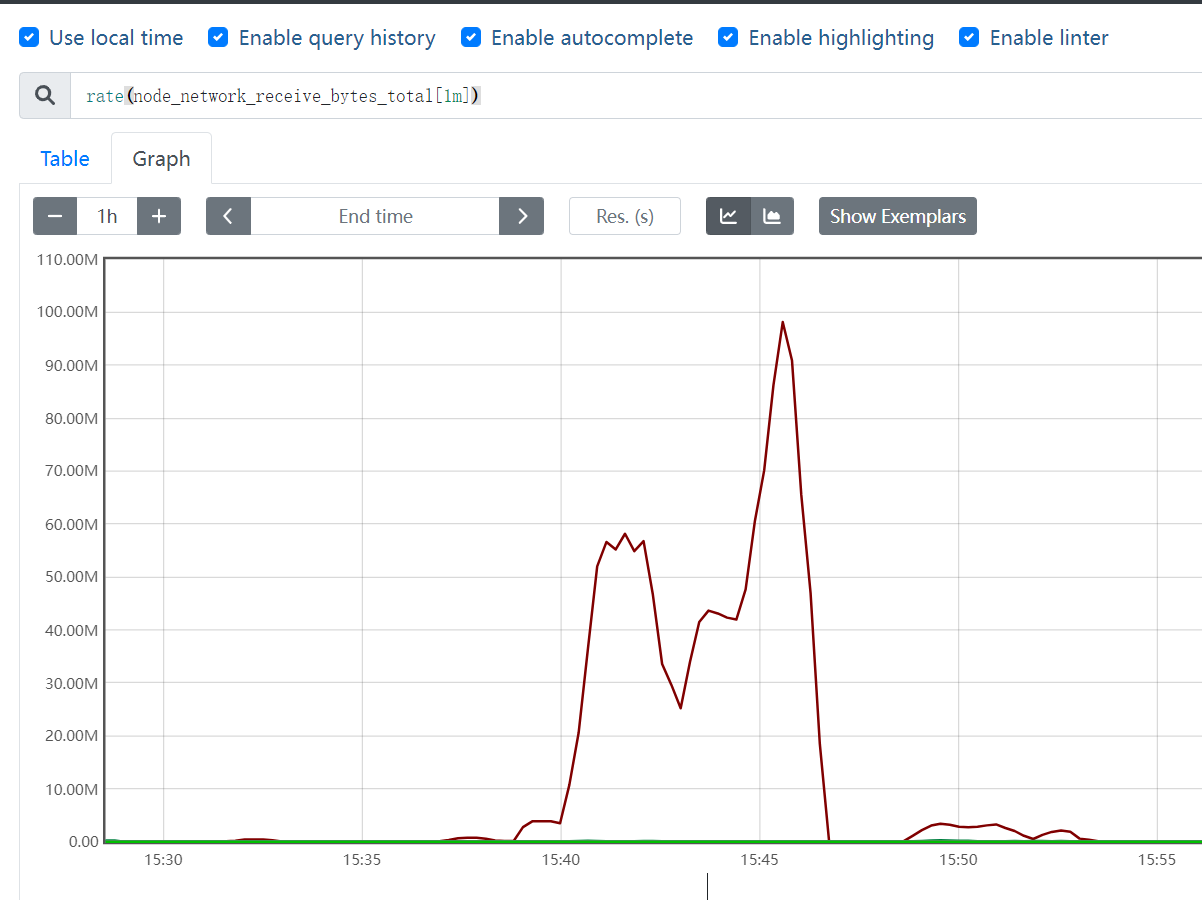 Use local time Enable query history Enable autocomplete Enable highlighting Enable linter
rate(node_network_receive_bytes_total[1m])
Table Graph
1h End time Res. (s) Show Exemplars
110.00M
100.00M
90.00M
80.00M
70.00M
60.00M
50.00M
40.00M
30.00M
20.00M
10.00M
0.00
15:30 15:35 15:40 15:45 15:50 15:55